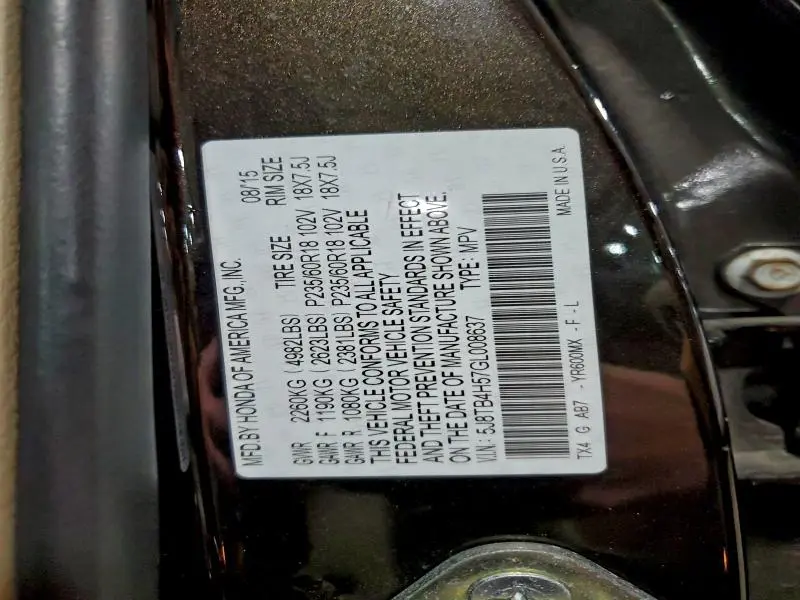 MFD.BY HONDA OF AMERICA MFG.,INC. 08/15
TIRE SIZE RIM SIZE
GVWR 2260KG ( 4982LBS)
GAWR F 1190KG ( 2623LBS) P235/60R18 102V 18X7.5J
GAWR R 1080KG ( 2381LBS) P235/60R18 102V 18X7.5J
THIS VEHICLE CONFORMS TO ALL APPLICABLE
FEDERAL MOTOR VEHICLE SAFETY
AND THEFT PREVENTION STANDARDS IN EFFECT
ON THE DATE OF MANUFACTURE SHOWN ABOVE.
V.I.N.: 5J8TB4H57GL008637 TYPE: MPV
TX4 G AB7 - YR600MX - F - L MADE IN U.S.A.